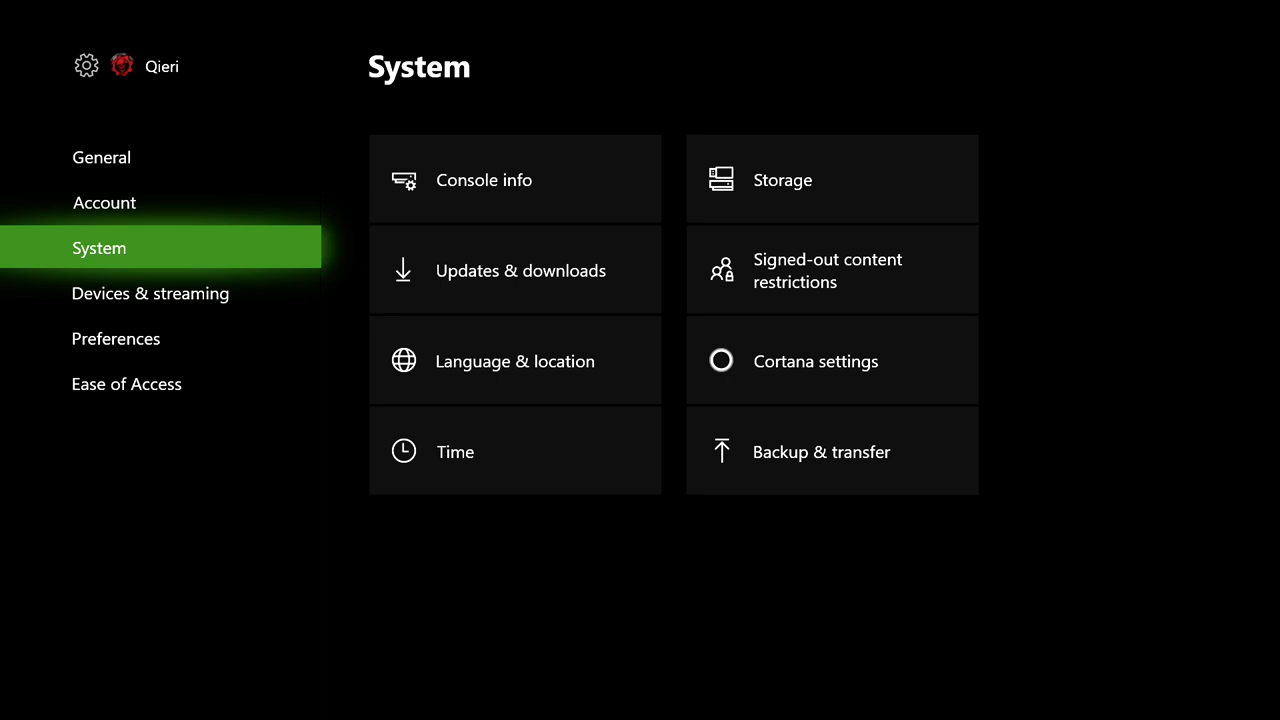 Qieri
System
General
Account
System
Devices & streaming
Preferences
Ease of Access
Console info
Storage
Updates & downloads
Signed-out content
restrictions
Language & location
Cortana settings
Time
Backup & transfer